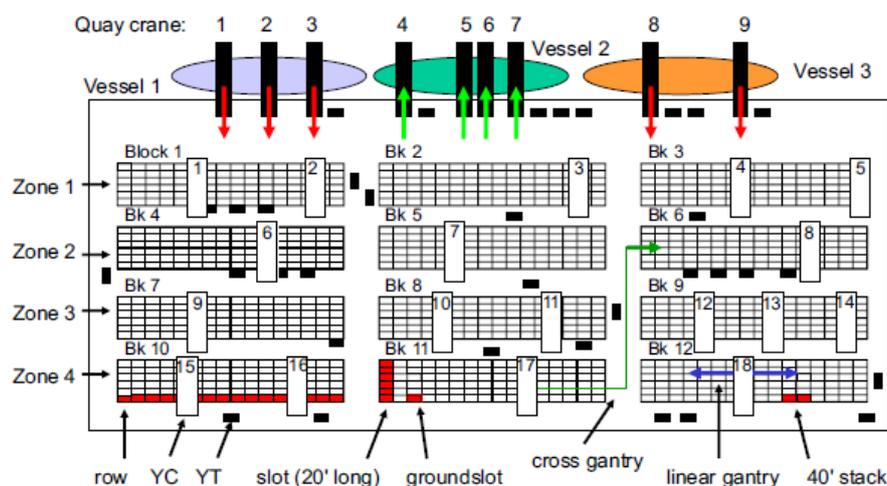 Quay crane: 1 2 3 4 5 6 7 8 9
Vessel 1
Vessel 2
Vessel 3
Block 1
Bk 2
Bk 3
Zone 1
1 2 3 4 5
Bk 4
Bk 5
Bk 6
Zone 2
6 7 8
Bk 7
Bk 8
Bk 9
Zone 3
9 10 11 12 13 14
Bk 10
Bk 11
Bk 12
Zone 4
15 16 17 18
row
YC
YT
slot (20' long)
groundslot
cross gantry
linear gantry
40' stack